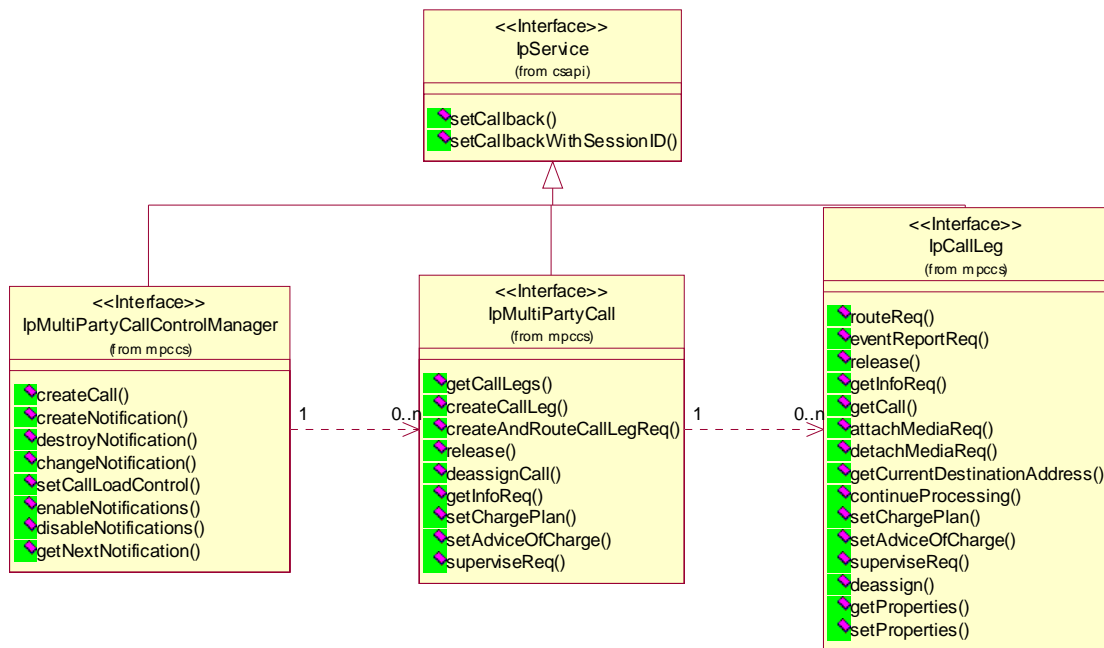 <<Interface>>
IpService
(from csapi)
setCallback()
setCallbackWithSessionID()
<<Interface>>
IpMultiPartyCallControlManager
(from mpccs)
createCall()
createNotification()
destroyNotification()
changeNotification()
setCallLoadControl()
enableNotifications()
disableNotifications()
getNextNotification()
1
0..n
<<Interface>>
IpMultiPartyCall
(from mpccs)
getCallLegs()
createCallLeg()
createAndRouteCallLegReq()
release()
deassignCall()
getInfoReq()
setChargePlan()
setAdviceOfCharge()
superviseReq()
1
0..n
<<Interface>>
IpCallLeg
(from mpccs)
routeReq()
eventReportReq()
release()
getInfoReq()
getCall()
attachMediaReq()
detachMediaReq()
getCurrentDestinationAddress()
continueProcessing()
setChargePlan()
setAdviceOfCharge()
superviseReq()
deassign()
getProperties()
setProperties()